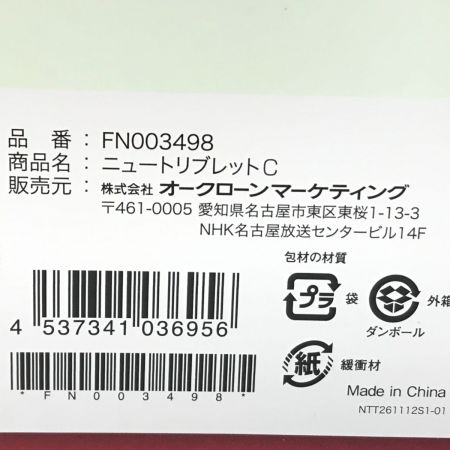 品　番：FN003498
商品名：ニュートリブレットC
販売元：株式会社 オークローンマーケティング
〒461-0005 愛知県名古屋市東区東桜1-13-3
NHK名古屋放送センタービル14F
包材の材質
プラ 袋
外箱
ダンボール
紙 緩衝材
4 537341 036956
*FN003498*
Made in China
NTT261112S1-01